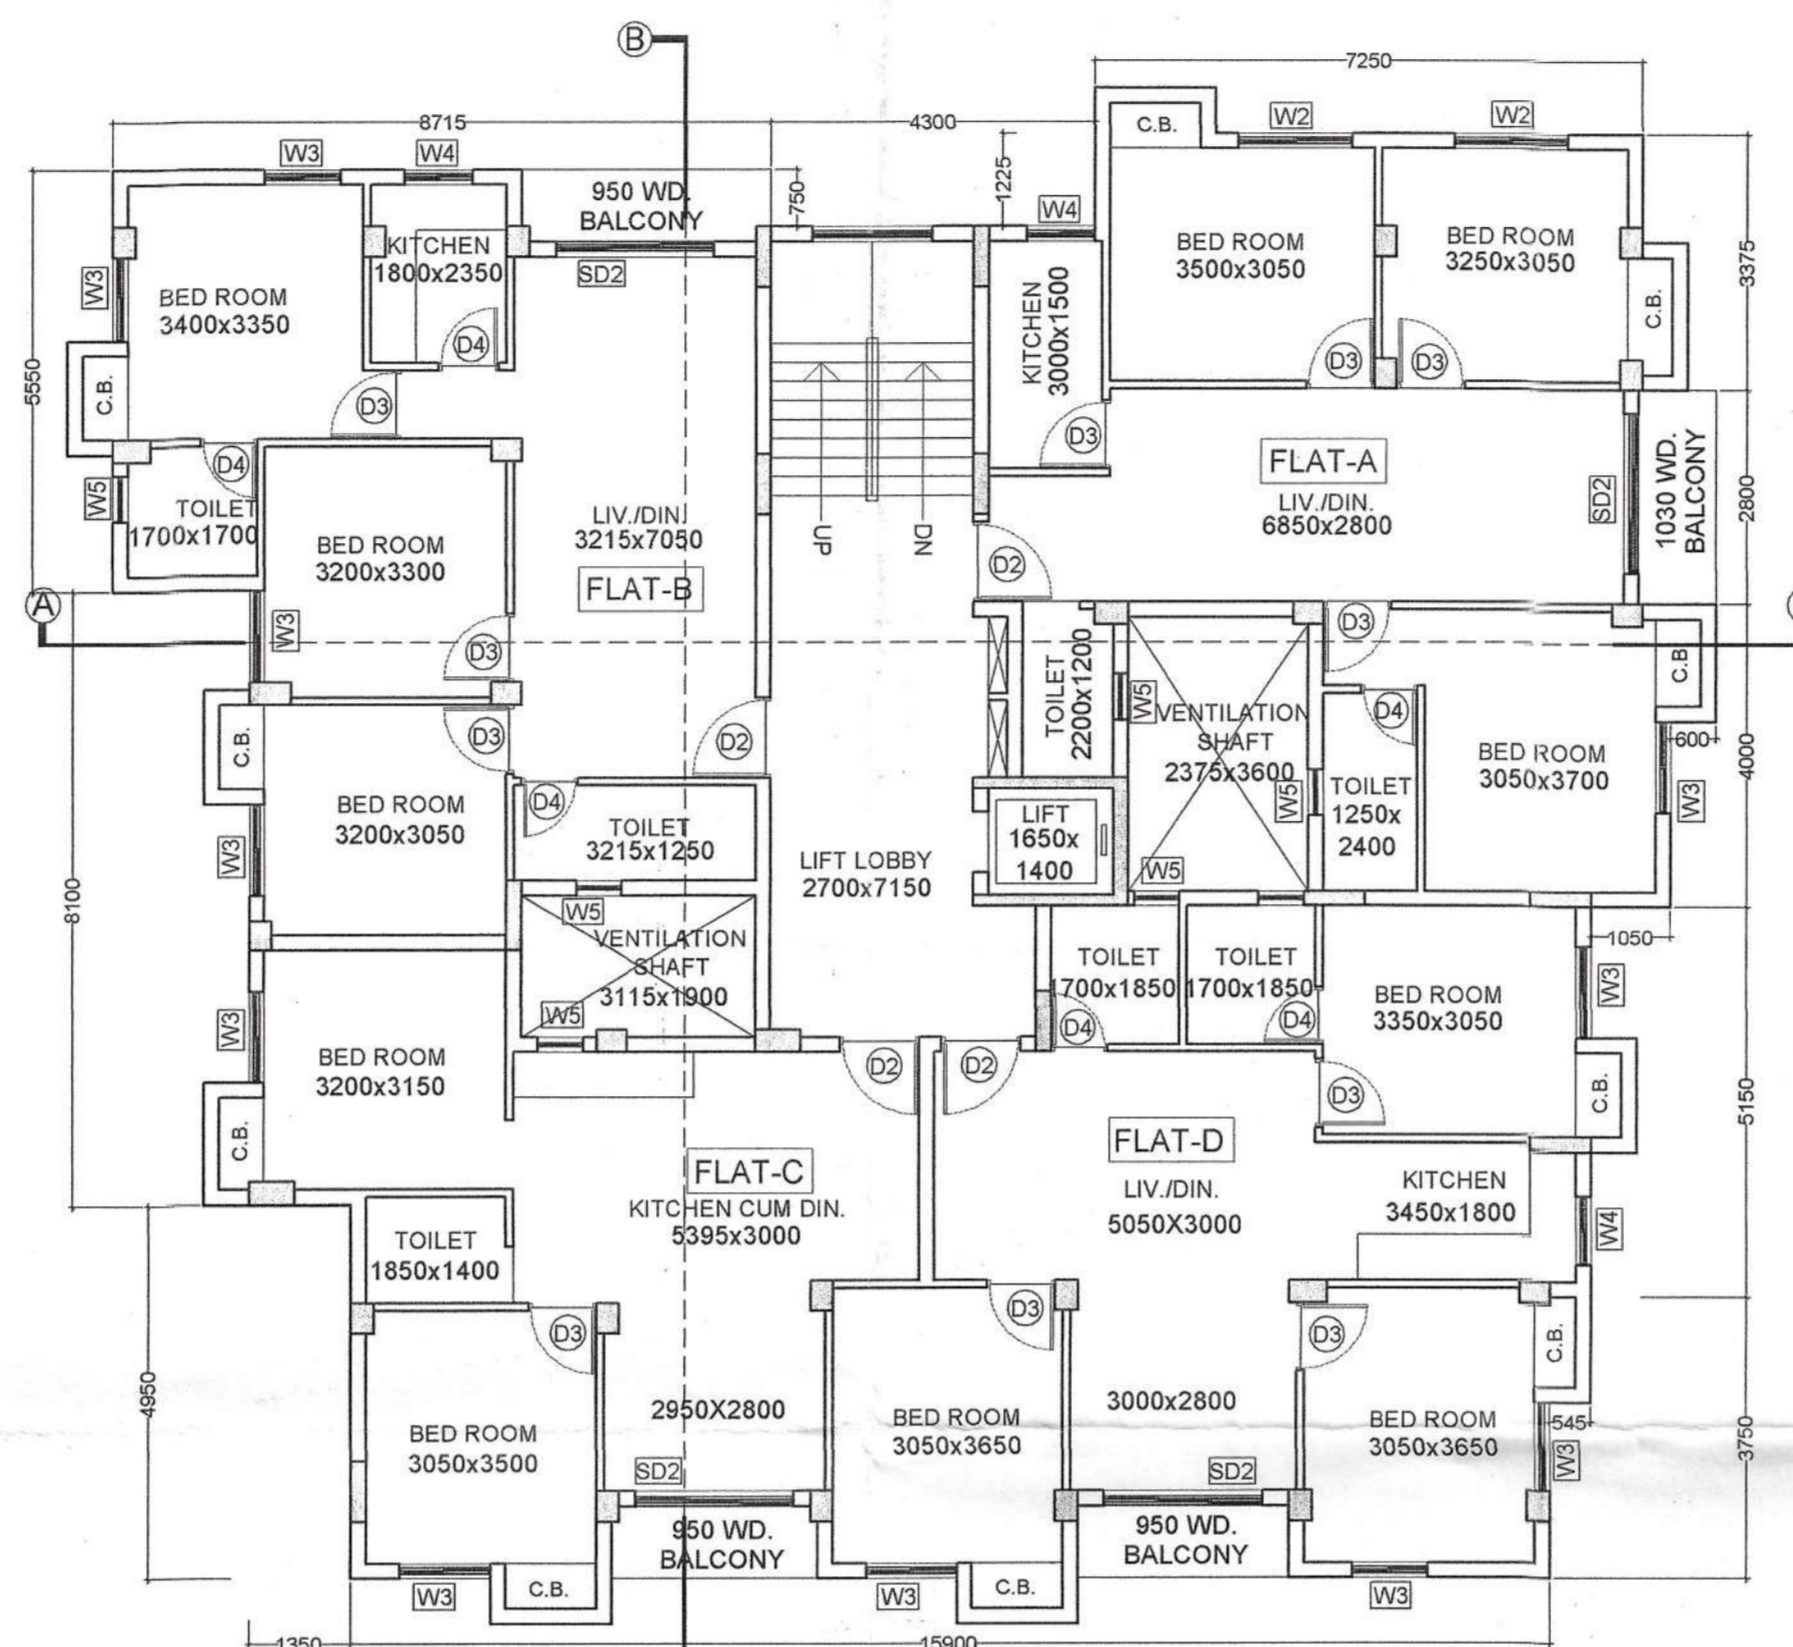 B
7250
8715
4300
C.B.
W2
W2
W3
W4
950 WD.
BALCONY
750
1225
W4
KITCHEN
1800x2350
SD2
BED ROOM
3500x3050
BED ROOM
3250x3050
3375
W3
BED ROOM
3400x3350
KITCHEN
3000x1500
C.B.
D4
D3
D3
5550
C.B.
D3
D3
D4
FLAT-A
LIV./DIN.
6850x2800
SD2
1030 WD.
BALCONY
2800
W5
TOILET
1700x1700
BED ROOM
3200x3300
LIV./DIN.
3215x7050
FLAT-B
UP
DN
D2
A
W3
D3
D3
TOILET
2200x1200
C.B.
W5
VENTILATION
SHAFT
2375x3600
D4
600
4000
C.B.
D3
D2
BED ROOM
3050x3700
W5
TOILET
1250x
2400
W3
D4
BED ROOM
3200x3050
TOILET
3215x1250
LIFT
1650x
1400
W3
LIFT LOBBY
2700x7150
W5
8100
W5
VENTILATION
SHAFT
3115x1900
1050
TOILET
1700x1850
TOILET
1700x1850
BED ROOM
3350x3050
W3
W3
W5
D4
D4
BED ROOM
3200x3150
D2
D2
D3
C.B.
5150
C.B.
FLAT-C
KITCHEN CUM DIN.
5395x3000
FLAT-D
LIV./DIN.
5050X3000
KITCHEN
3450x1800
W4
TOILET
1850x1400
D3
D3
D3
C.B.
4950
2950X2800
3000x2800
BED ROOM
3050x3500
BED ROOM
3050x3650
BED ROOM
3050x3650
545
3750
SD2
SD2
W3
950 WD.
BALCONY
950 WD.
BALCONY
W3
C.B.
W3
C.B.
W3
1350
15900